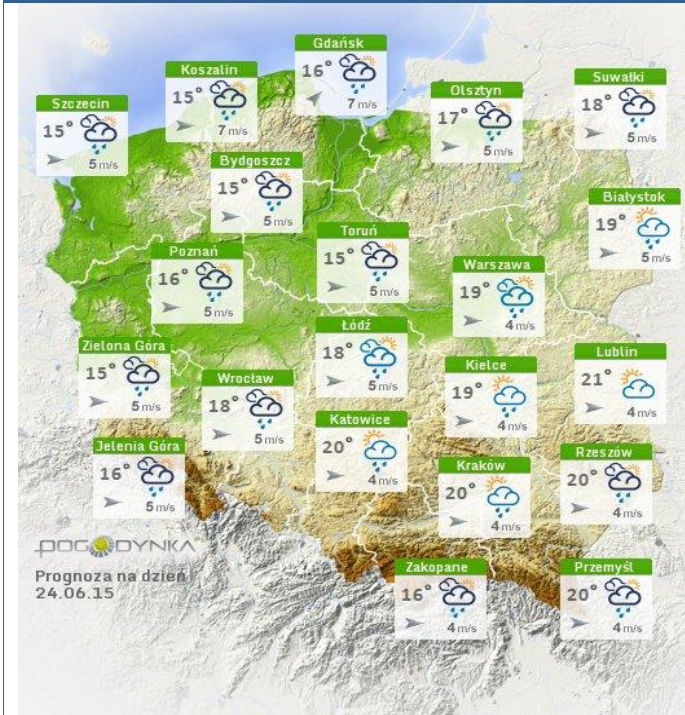 Gdańsk
16°
7 m/s
Koszalin
15°
7 m/s
Suwałki
18°
5 m/s
Olsztyn
17°
5 m/s
Szczecin
15°
5 m/s
Bydgoszcz
15°
5 m/s
Białystok
19°
5 m/s
Toruń
15°
5 m/s
Poznań
16°
5 m/s
Warszawa
19°
4 m/s
Łódź
18°
5 m/s
Zielona Góra
15°
5 m/s
Lublin
21°
4 m/s
Kielce
19°
4 m/s
Wrocław
18°
5 m/s
Katowice
20°
4 m/s
Jelenia Góra
16°
5 m/s
Rzeszów
20°
4 m/s
Kraków
20°
4 m/s
POGODYNKA
Prognoza na dzień
24.06.15
Zakopane
16°
4 m/s
Przemyśl
20°
4 m/s